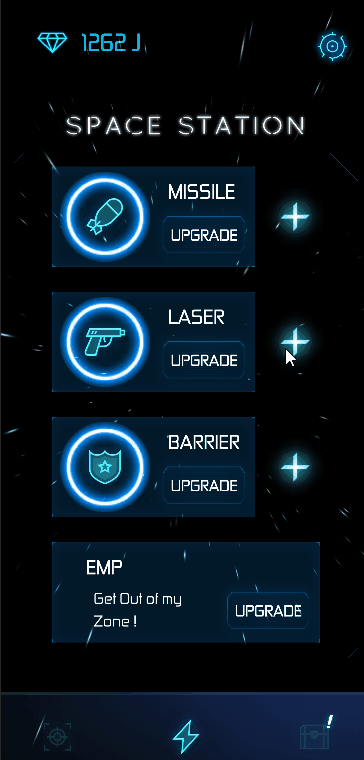 1262 J
SPACE STATION
MISSILE
UPGRADE
LASER
UPGRADE
BARRIER
UPGRADE
EMP
Get Out of my
Zone !
UPGRADE
!